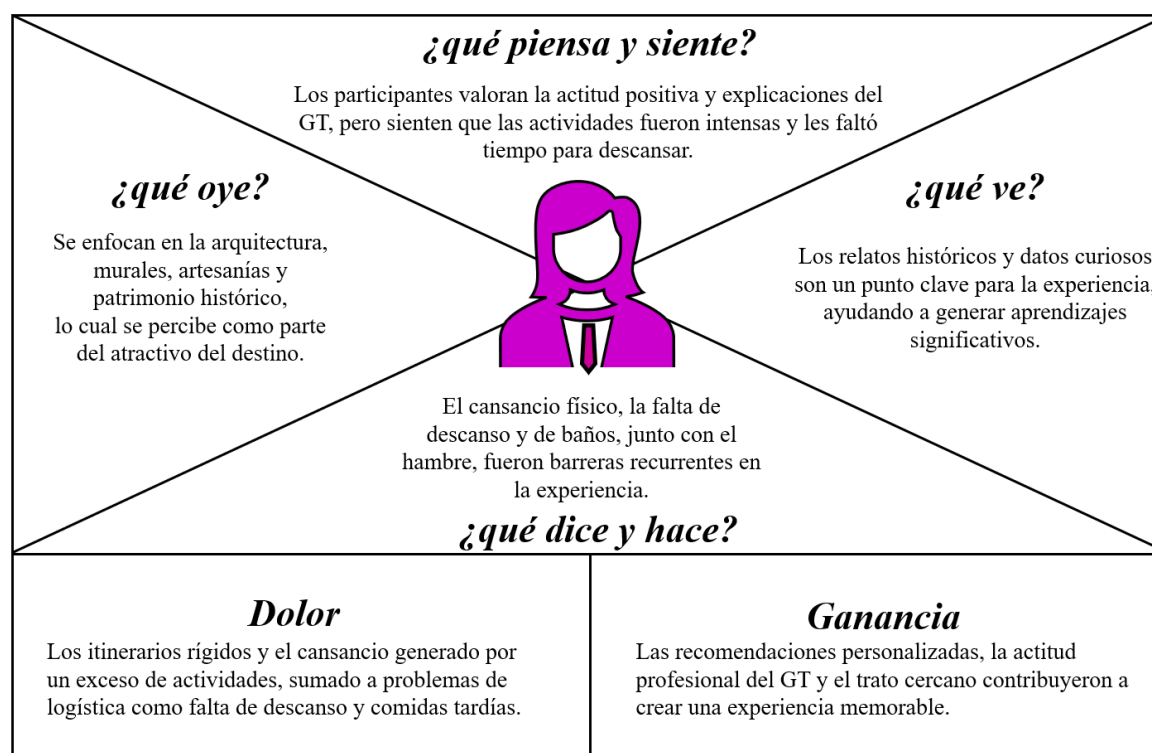 ¿qué piensa y siente?
Los participantes valoran la actitud positiva y explicaciones del
GT, pero sienten que las actividades fueron intensas y les faltó
tiempo para descansar.
¿qué oye?
Se enfocan en la arquitectura,
murales, artesanías y
patrimonio histórico,
lo cual se percibe como parte
del atractivo del destino.
¿qué ve?
Los relatos históricos y datos curiosos
son un punto clave para la experiencia,
ayudando a generar aprendizajes
significativos.
El cansancio físico, la falta de
descanso y de baños, junto con el
hambre, fueron barreras recurrentes en
la experiencia.
¿qué dice y hace?
Dolor
Los itinerarios rígidos y el cansancio generado por
un exceso de actividades, sumado a problemas de
logística como falta de descanso y comidas tardías.
Ganancia
Las recomendaciones personalizadas, la actitud
profesional del GT y el trato cercano contribuyeron a
crear una experiencia memorable.